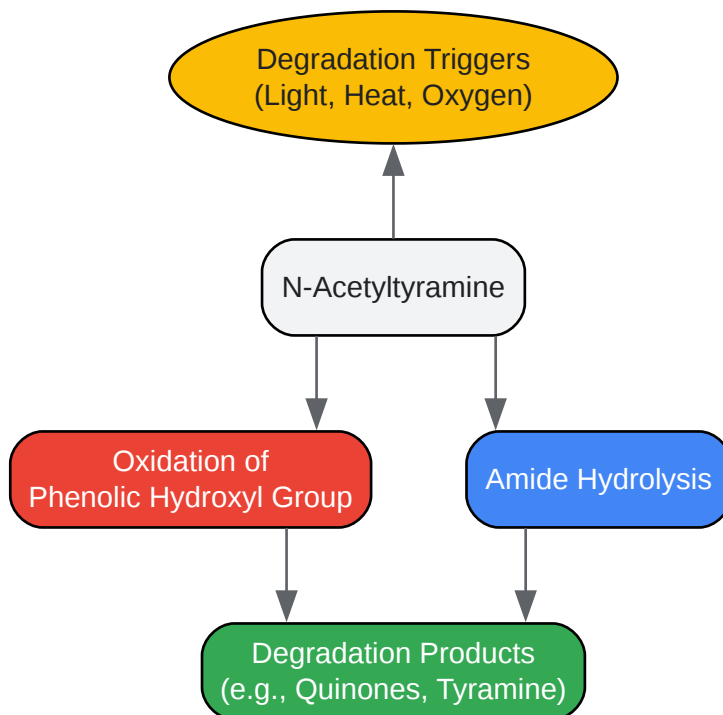 Degradation Triggers
(Light, Heat, Oxygen)
N-Acetyltyramine
Oxidation of
Phenolic Hydroxyl Group
Amide Hydrolysis
Degradation Products
(e.g., Quinones, Tyramine)